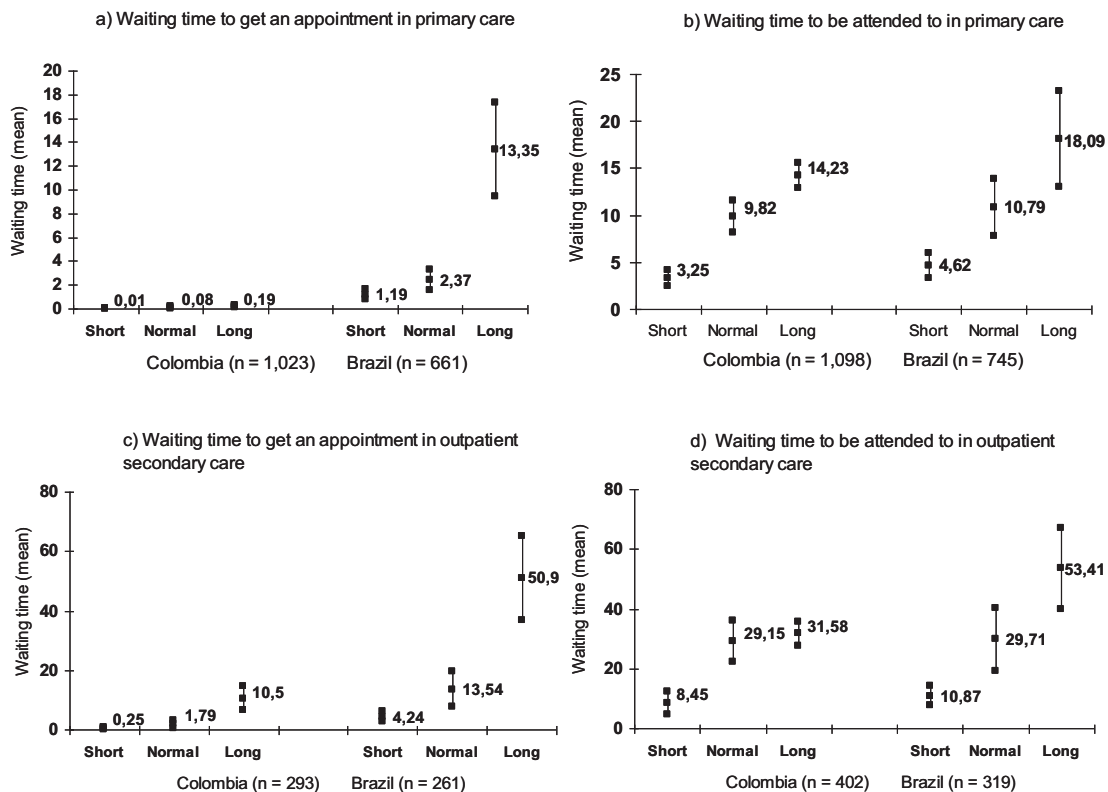 a) Waiting time to get an appointment in primary care
Waiting time (mean)
20
18
16
14
12
10
8
6
4
2
0
0,01
0,08
0,19
1,19
2,37
13,35
Short Normal Long Short Normal Long
Colombia (n = 1,023) Brazil (n = 661)
b) Waiting time to be attended to in primary care
Waiting time (mean)
25
20
15
10
5
0
3,25
9,82
14,23
4,62
10,79
18,09
Short Normal Long Short Normal Long
Colombia (n = 1,098) Brazil (n = 745)
c) Waiting time to get an appointment in outpatient
secondary care
Waiting time (mean)
80
60
40
20
0
0,25
1,79
10,5
4,24
13,54
50,9
Short Normal Long Short Normal Long
Colombia (n = 293) Brazil (n = 261)
d) Waiting time to be attended to in outpatient
secondary care
Waiting time (mean)
80
60
40
20
0
8,45
29,15
31,58
10,87
29,71
53,41
Short Normal Long Short Normal Long
Colombia (n = 402) Brazil (n = 319)